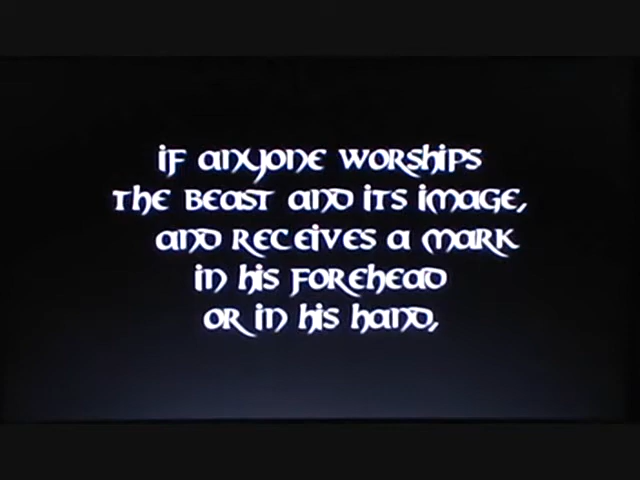 if anyone worships
the beast and its image,
and receives a mark
in his forehead
or in his hand,